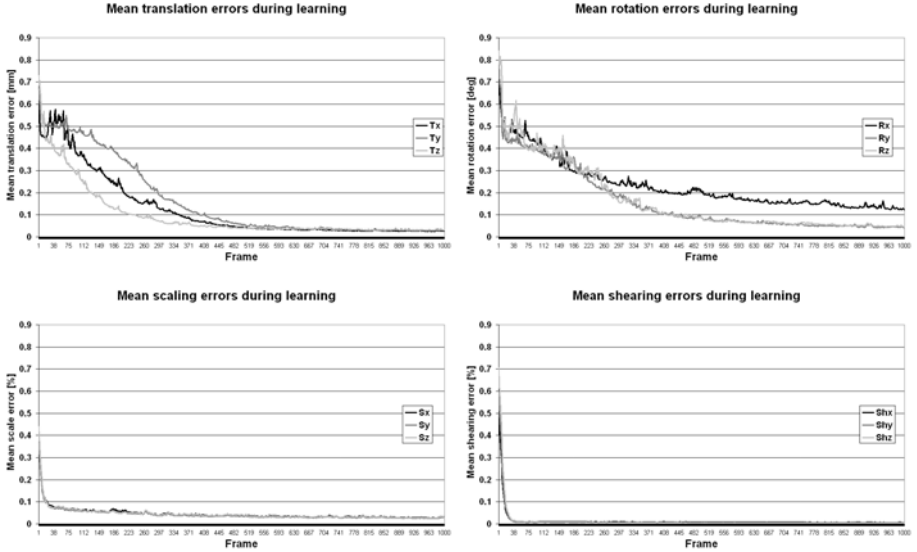 Mean translation errors during learning
Mean translation error [mm]
0.9
0.8
0.7
0.6
0.5
0.4
0.3
0.2
0.1
0
Tx
Ty
Tz
1 38 75 112 149 186 223 260 297 334 371 408 445 482 519 556 593 630 667 704 741 778 815 852 889 926 963 1000
Frame
Mean rotation errors during learning
Mean rotation error [deg]
0.9
0.8
0.7
0.6
0.5
0.4
0.3
0.2
0.1
0
Rx
Ry
Rz
1 38 75 112 149 186 223 260 297 334 371 408 445 482 519 556 593 630 667 704 741 778 815 852 889 926 963 1000
Frame
Mean scaling errors during learning
Mean scale error [%]
0.9
0.8
0.7
0.6
0.5
0.4
0.3
0.2
0.1
0
Sx
Sy
Sz
1 38 75 112 149 186 223 260 297 334 371 408 445 482 519 556 593 630 667 704 741 778 815 852 889 926 963 1000
Frame
Mean shearing errors during learning
Mean shearing error [%]
0.9
0.8
0.7
0.6
0.5
0.4
0.3
0.2
0.1
0
Shx
Shy
Shz
1 38 75 112 149 186 223 260 297 334 371 408 445 482 519 556 593 630 667 704 741 778 815 852 889 926 963 1000
Frame